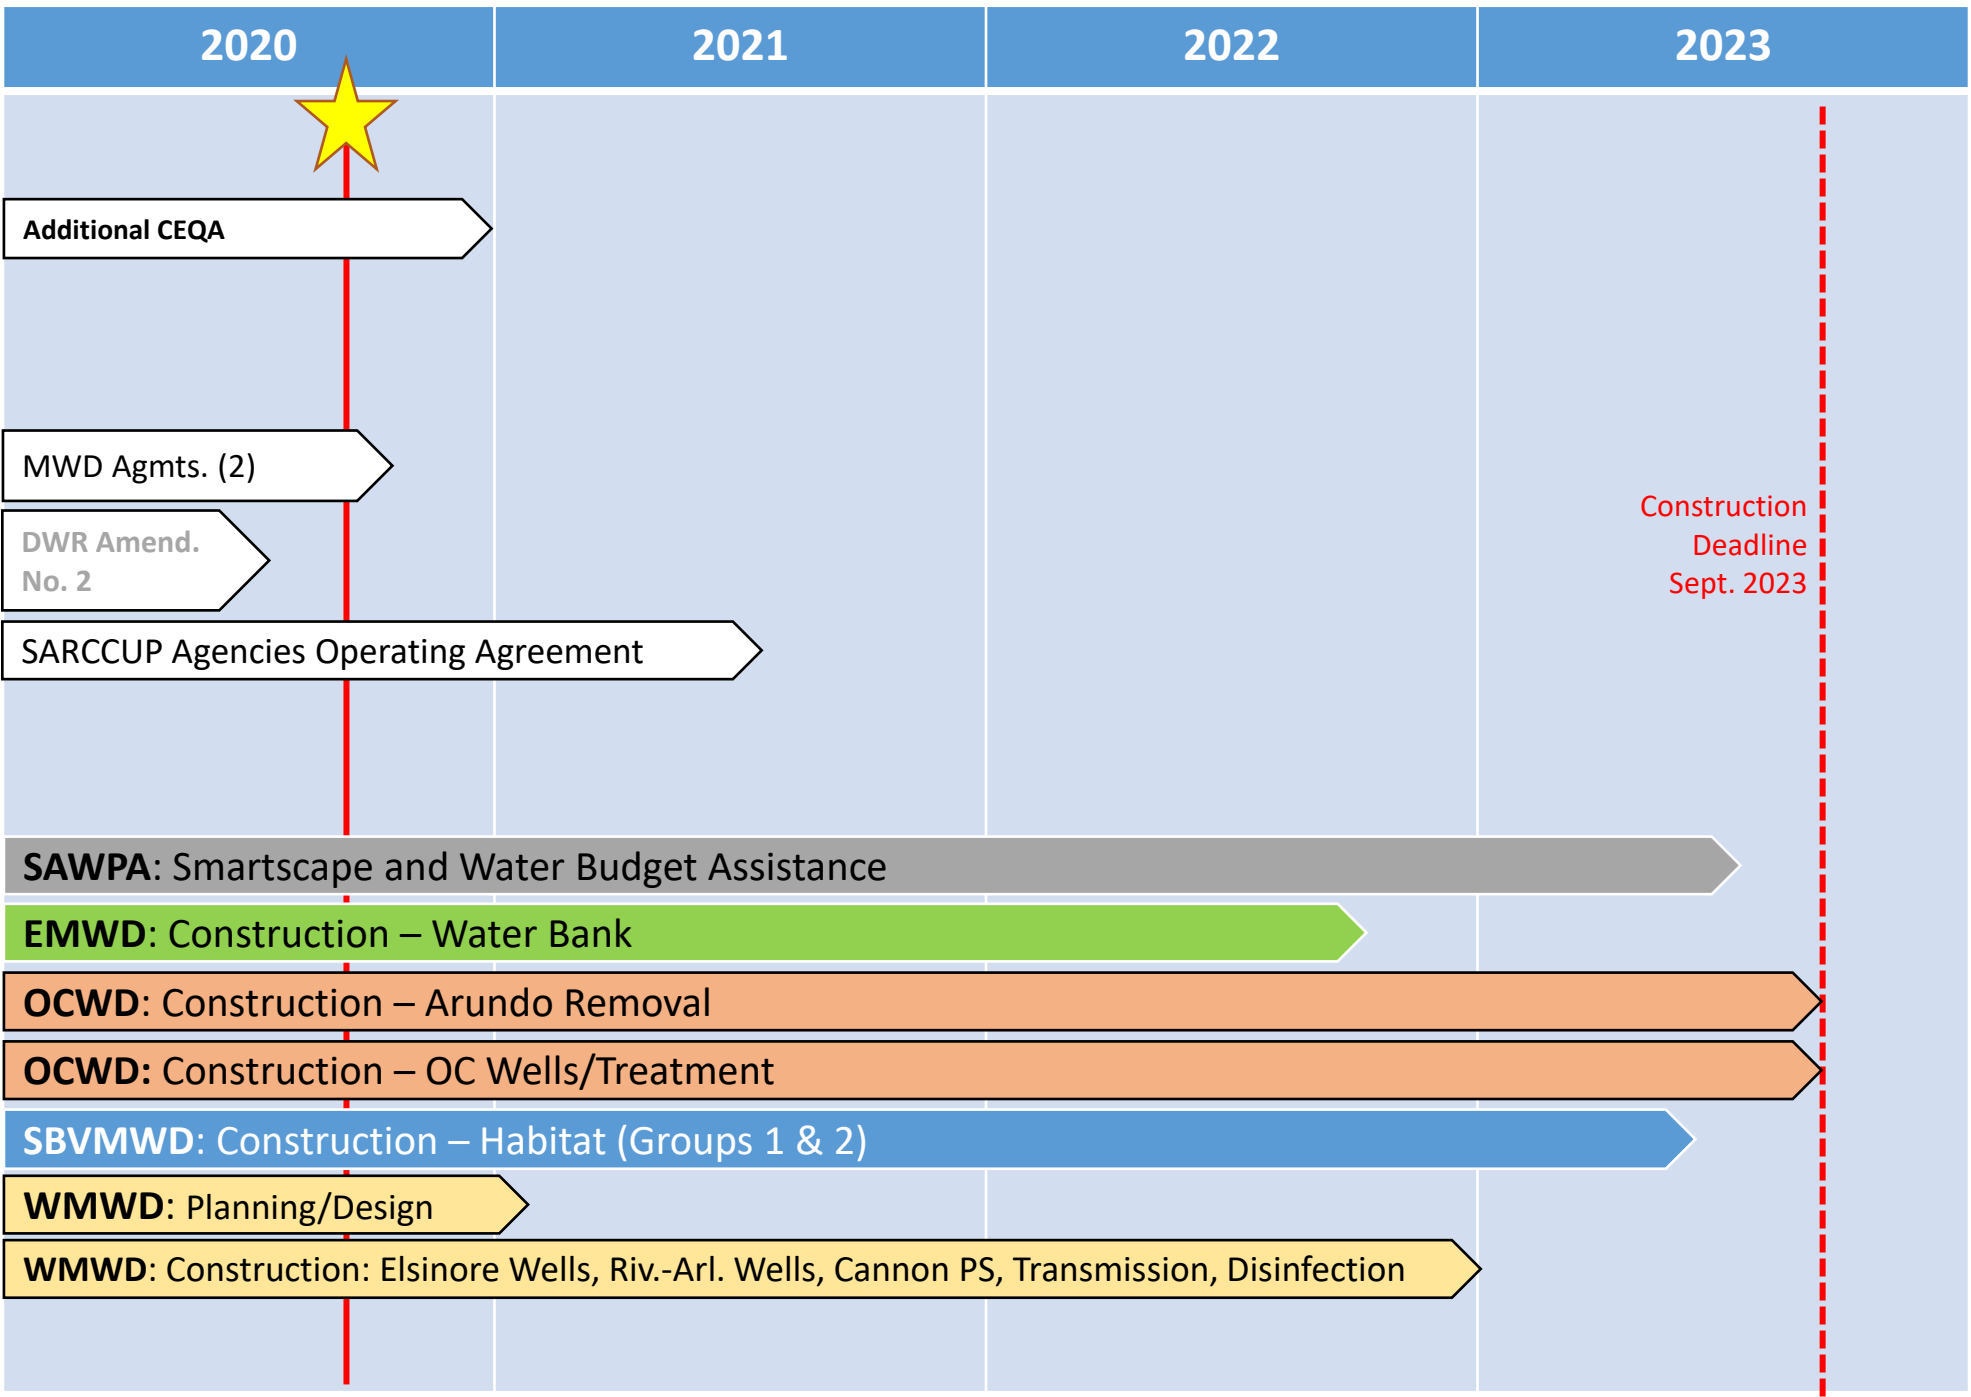 2020 2021 2022 2023
Additional CEQA
MWD Agmts. (2)
Construction
Deadline
Sept. 2023
DWR Amend.
No. 2
SARCCUP Agencies Operating Agreement
SAWPA: Smartscape and Water Budget Assistance
EMWD: Construction – Water Bank
OCWD: Construction – Arundo Removal
OCWD: Construction – OC Wells/Treatment
SBVMWD: Construction – Habitat (Groups 1 & 2)
WMWD: Planning/Design
WMWD: Construction: Elsinore Wells, Riv.-Arl. Wells, Cannon PS, Transmission, Disinfection